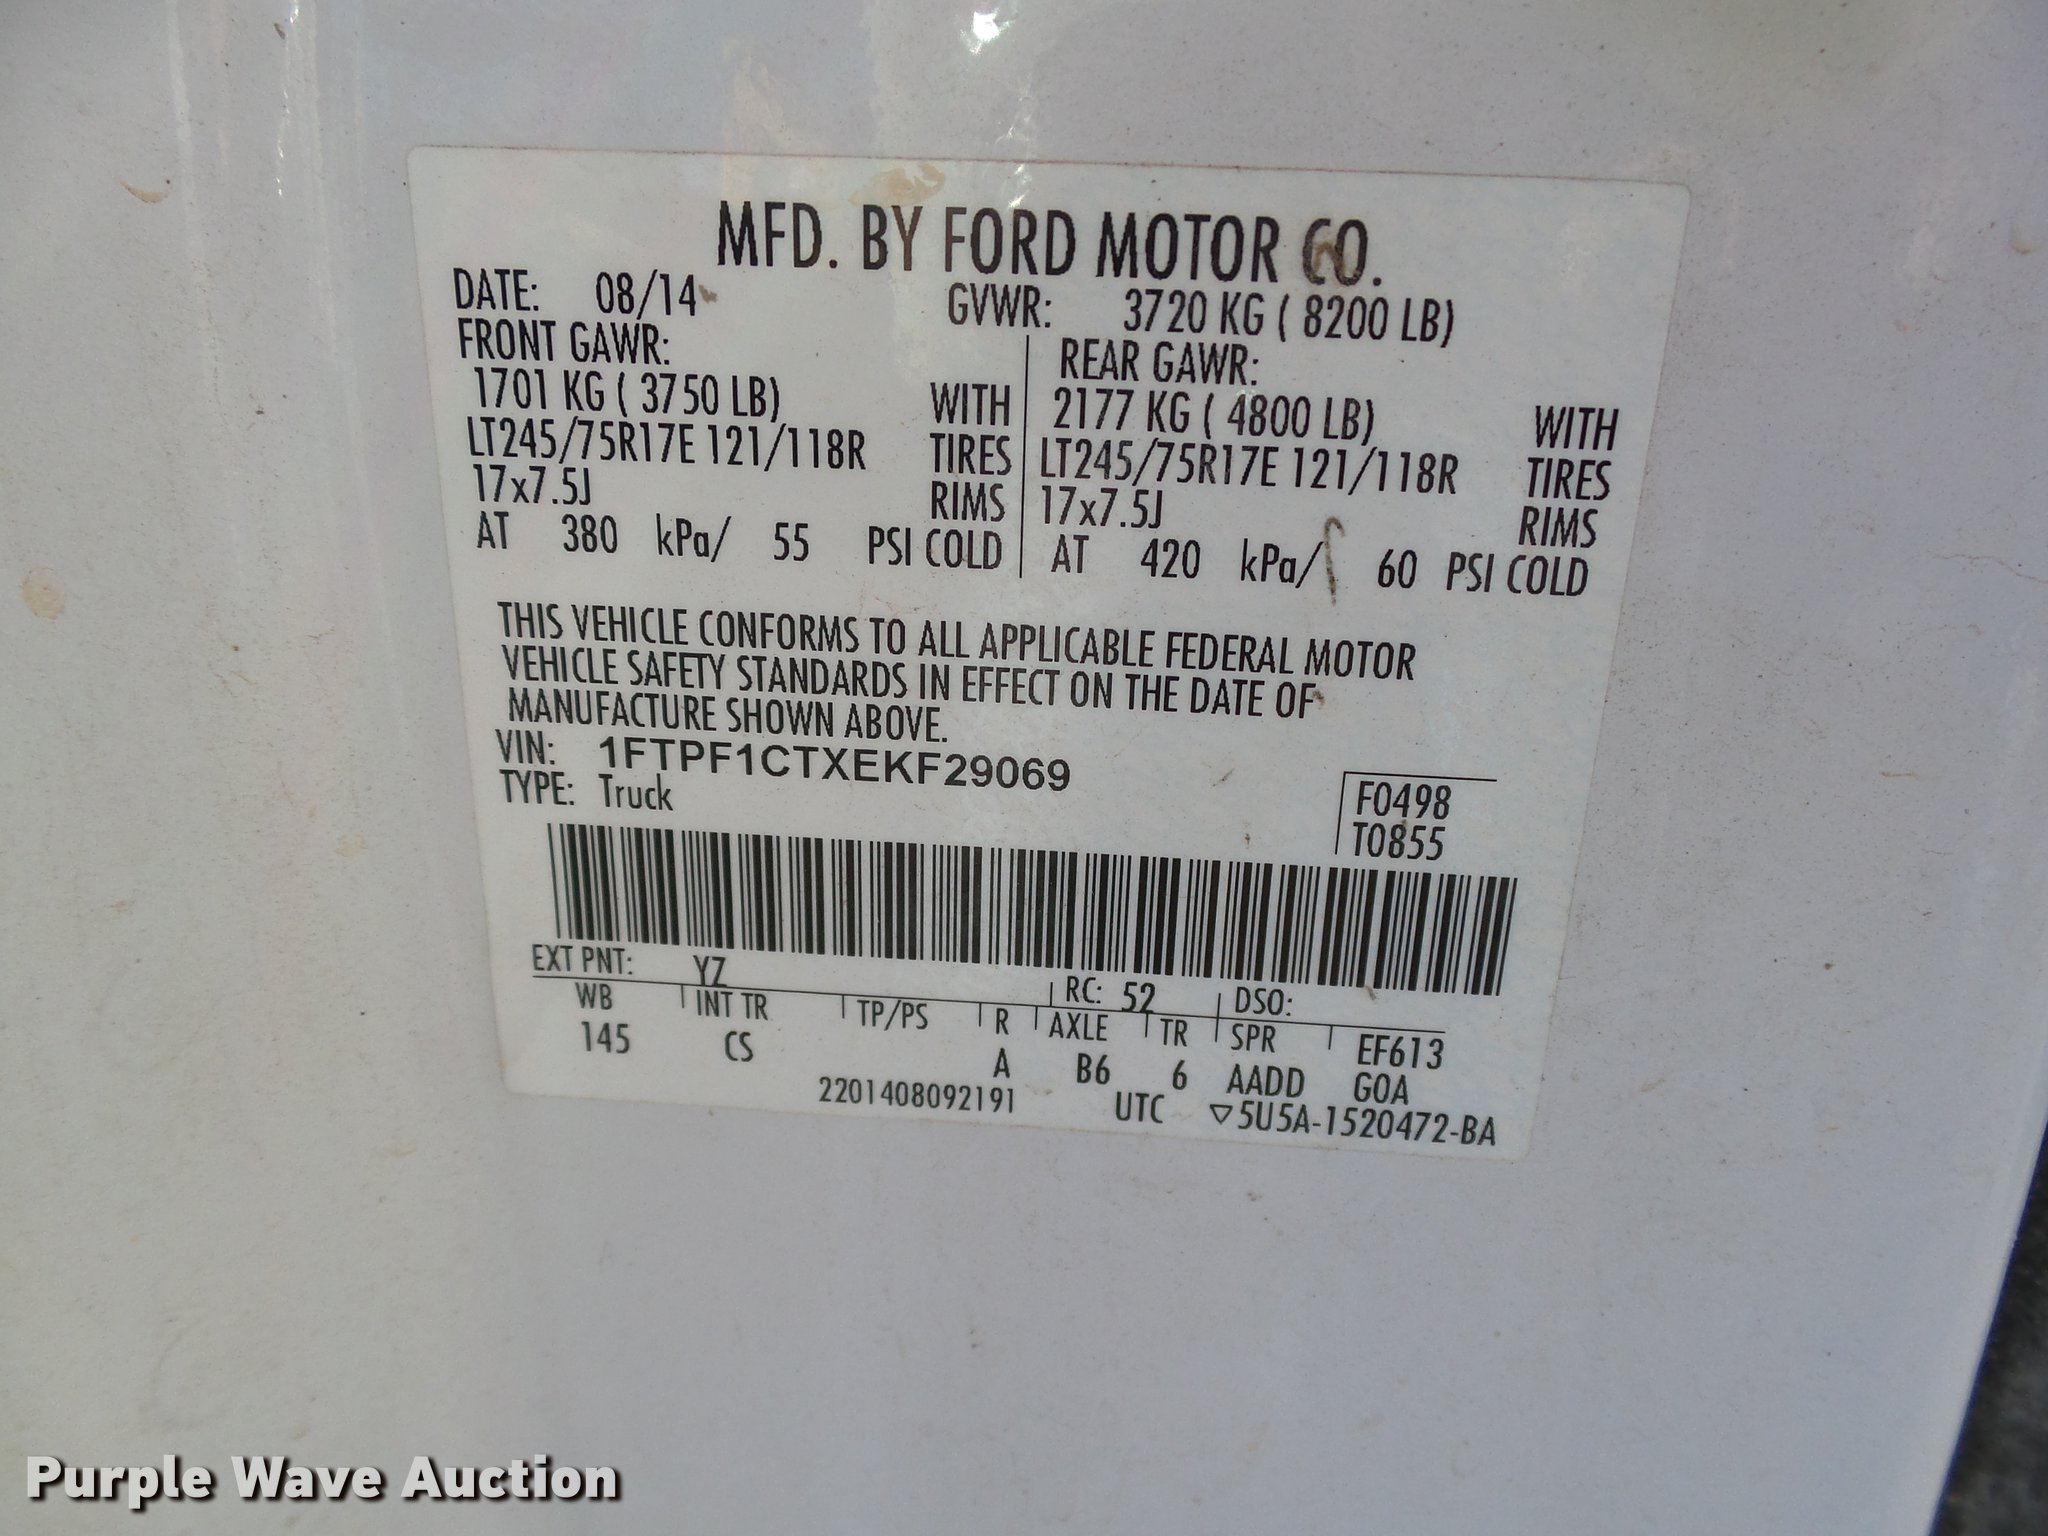 MFD. BY FORD MOTOR CO.
DATE: 08/14 GVWR: 3720 KG ( 8200 LB)
FRONT GAWR: REAR GAWR:
1701 KG ( 3750 LB) WITH 2177 KG ( 4800 LB) WITH
LT245/75R17E 121/118R TIRES LT245/75R17E 121/118R TIRES
17x7.5J RIMS 17x7.5J RIMS
AT 380 kPa/ 55 PSI COLD AT 420 kPa/ 60 PSI COLD
THIS VEHICLE CONFORMS TO ALL APPLICABLE FEDERAL MOTOR
VEHICLE SAFETY STANDARDS IN EFFECT ON THE DATE OF
MANUFACTURE SHOWN ABOVE.
VIN: 1FTPF1CTXEKF29069
TYPE: Truck
F0498
T0855
EXT PNT: YZ RC: 52 DSO:
WB INT TR TP/PS R AXLE TR SPR EF613
145 CS A B6 6 AADD GOA
2201408092191 UTC ▽5U5A-1520472-BA
Purple Wave Auction